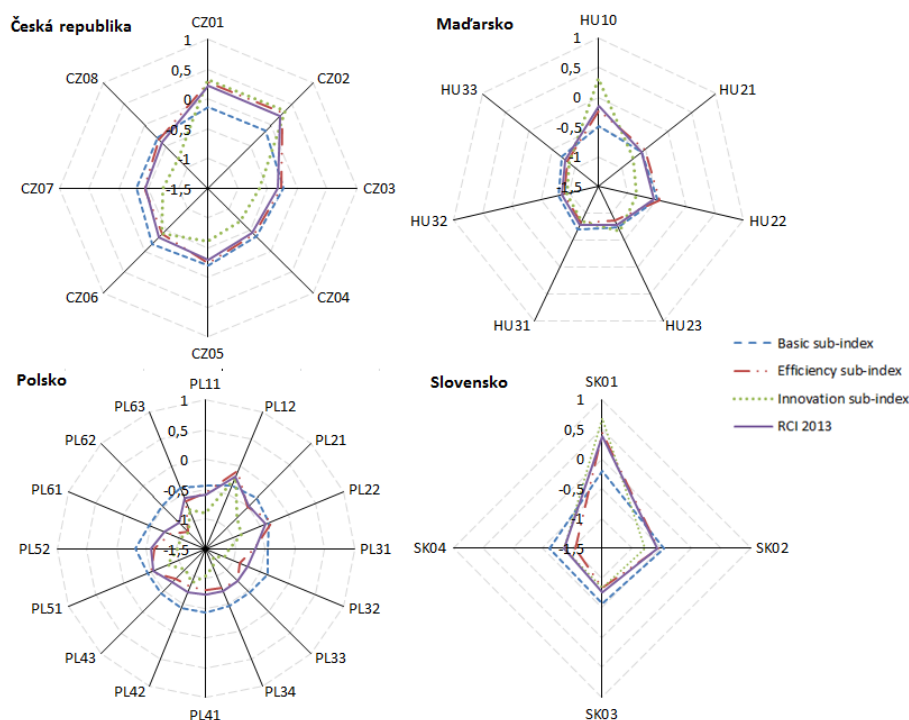 Česká republika
CZ01
CZ02
CZ03
CZ04
CZ05
CZ06
CZ07
CZ08
1
0,5
0
-0,5
-1
-1,5
Maďarsko
HU10
HU21
HU22
HU23
HU31
HU32
HU33
1
0,5
0
-0,5
-1
-1,5
Basic sub-index
Efficiency sub-index
Innovation sub-index
RCI 2013
Polsko
PL11
PL12
PL21
PL22
PL31
PL32
PL33
PL34
PL41
PL42
PL43
PL51
PL52
PL61
PL62
PL63
1
0,5
0
-0,5
-1
-1,5
Slovensko
SK01
SK02
SK03
SK04
1
0,5
0
-0,5
-1
-1,5